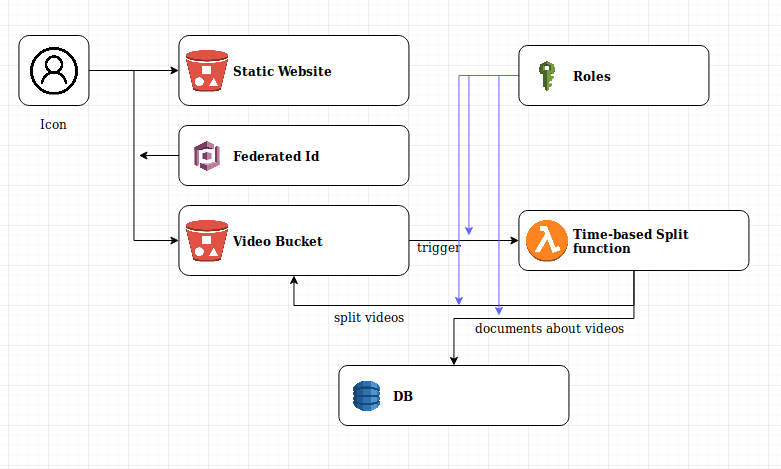 Static Website
Roles
Icon
Federated Id
Video Bucket
trigger
Time-based Split
function
split videos
documents about videos
DB